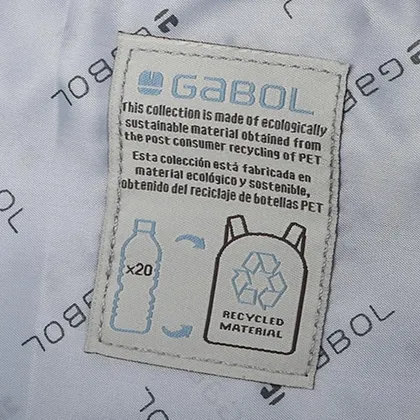 GABOL
This collection is made of ecologically
sustainable material obtained from
the post consumer recycling of PET
Esta colección está fabricada en
material ecológico y sostenible,
obtenido del reciclaje de botellas PET
x20
RECYCLED
MATERIAL
GABOL
GABOL
GABOL
GABOL